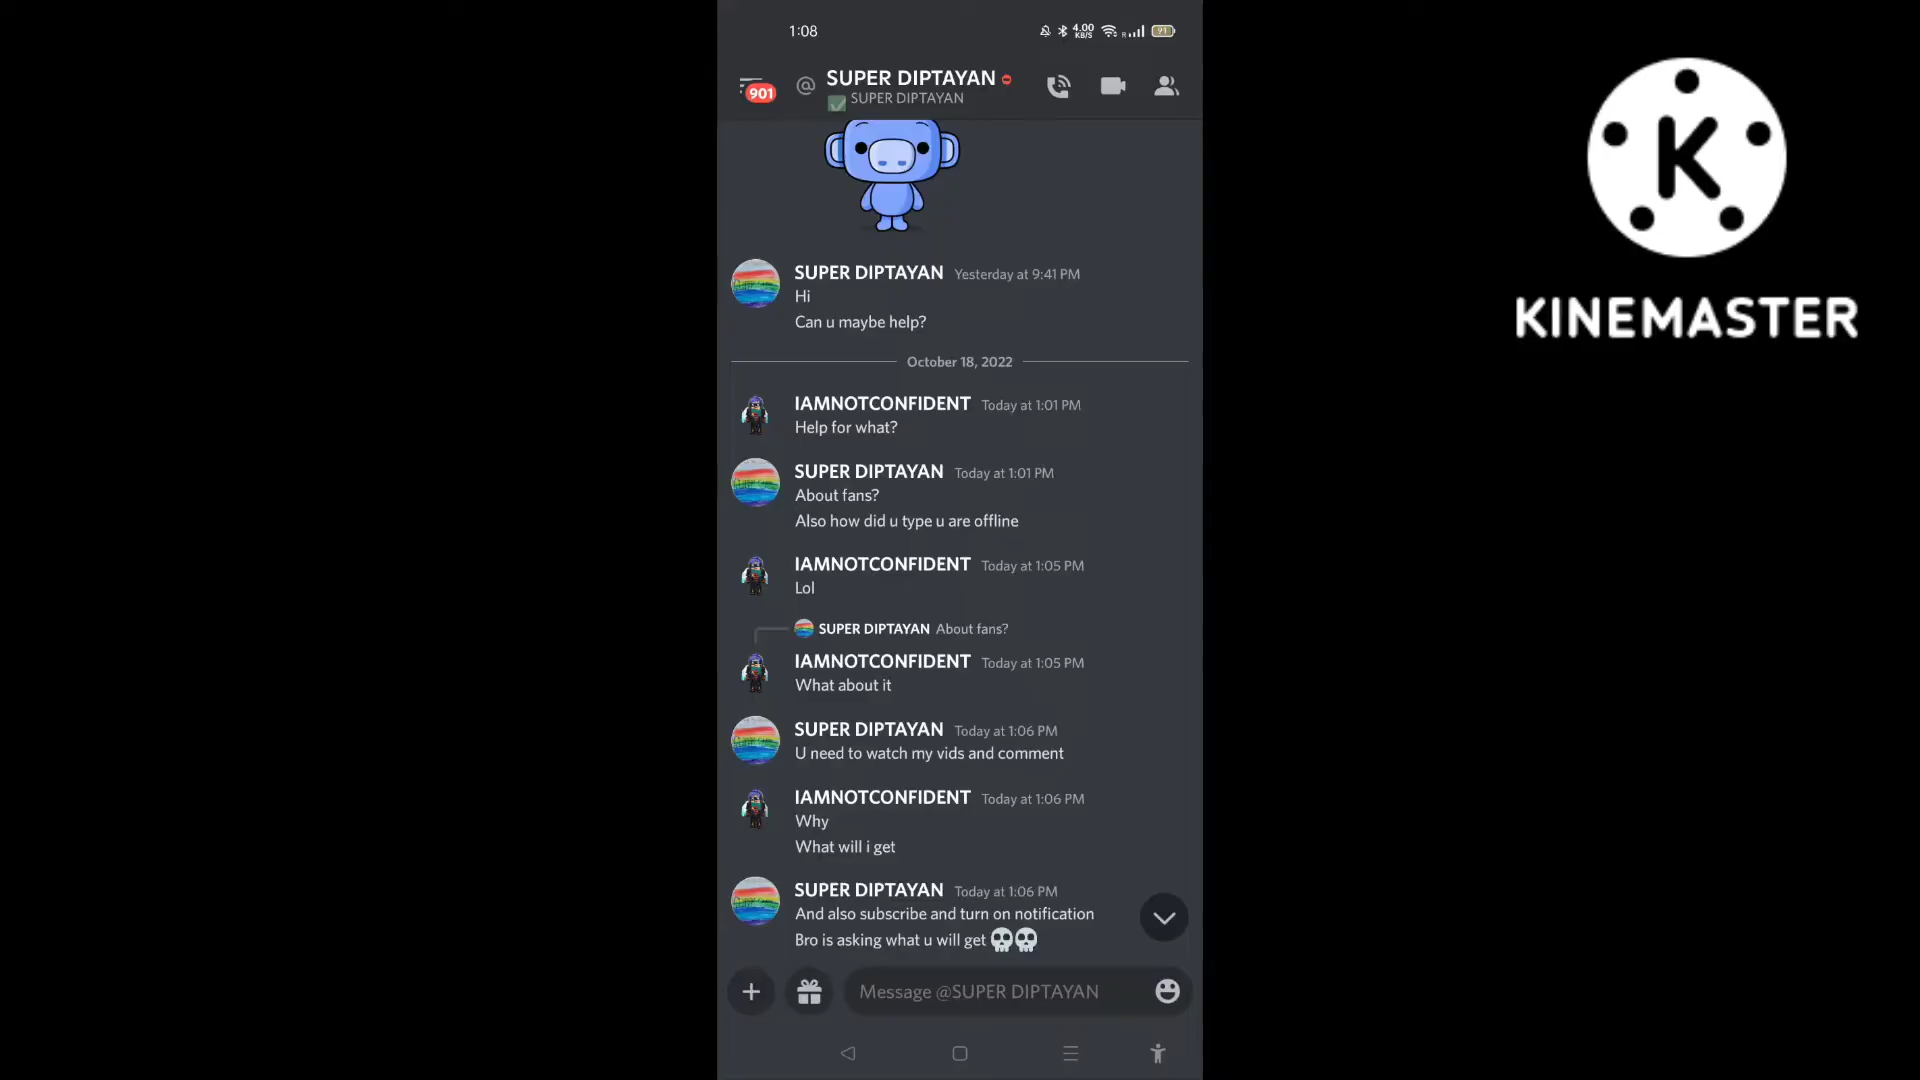 1:08
4.00
KB/S
R
91
901
SUPER DIPTAYAN
SUPER DIPTAYAN
SUPER DIPTAYAN Yesterday at 9:41 PM
Hi
Can u maybe help?
October 18, 2022
IAMNOTCONFIDENT Today at 1:01 PM
Help for what?
SUPER DIPTAYAN Today at 1:01 PM
About fans?
Also how did u type u are offline
IAMNOTCONFIDENT Today at 1:05 PM
Lol
SUPER DIPTAYAN About fans?
IAMNOTCONFIDENT Today at 1:05 PM
What about it
SUPER DIPTAYAN Today at 1:06 PM
U need to watch my vids and comment
IAMNOTCONFIDENT Today at 1:06 PM
Why
What will i get
SUPER DIPTAYAN Today at 1:06 PM
And also subscribe and turn on notification
Bro is asking what u will get 💀💀
Message @SUPER DIPTAYAN
K
KINEMASTER